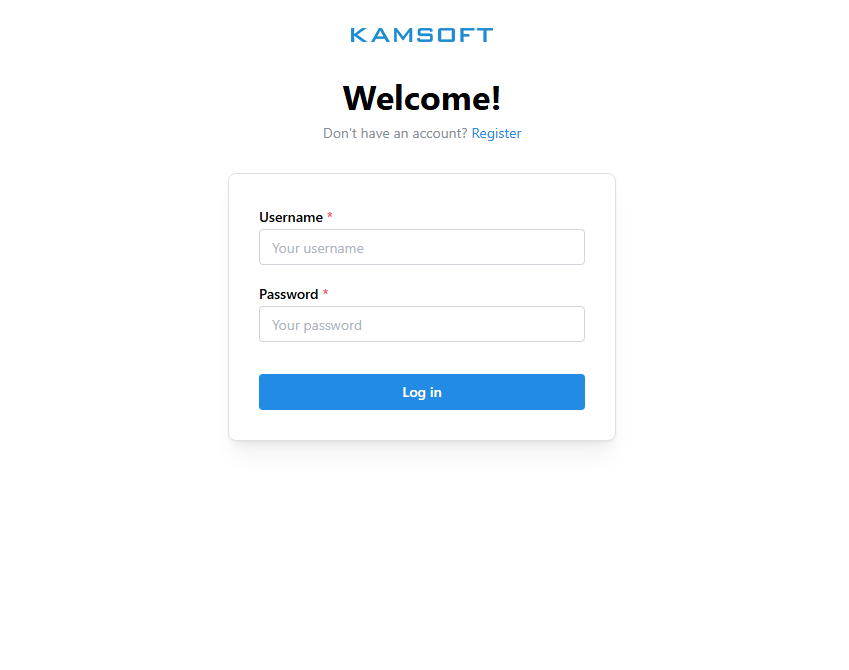 KAMSOFT
Welcome!
Don't have an account? Register
Username *
Your username
Password *
Your password
Log in